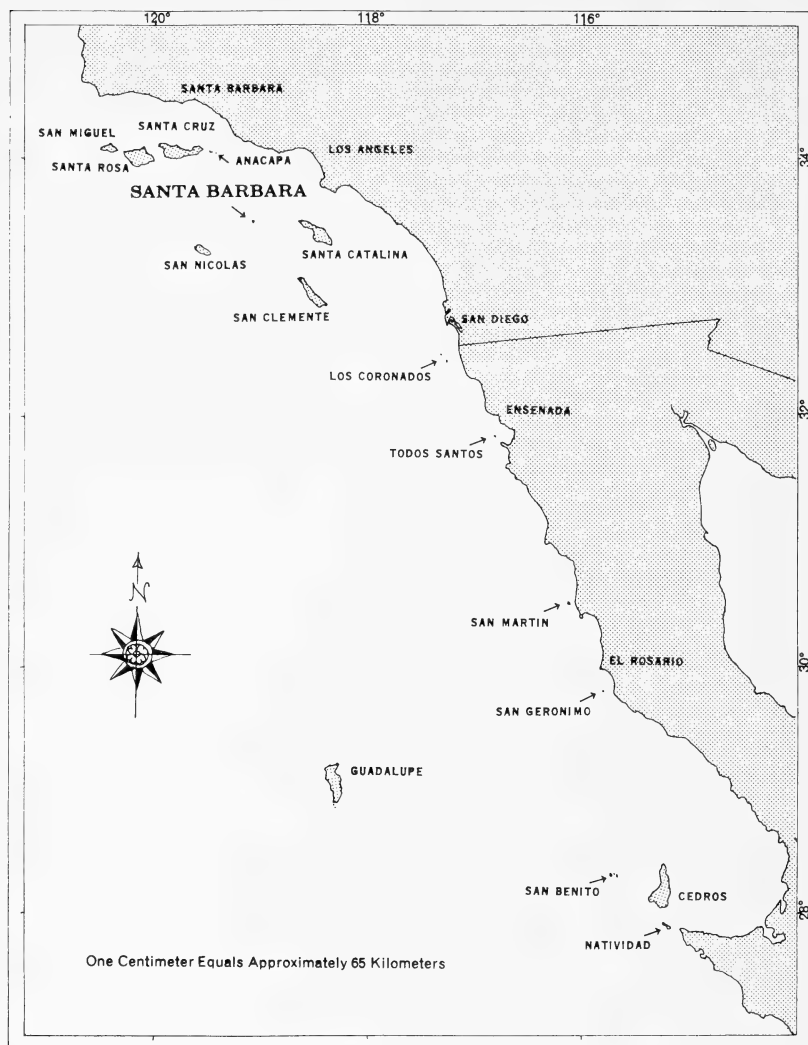 120°
118°
116°
SANTA BARBARA
SAN MIGUEL
SANTA CRUZ
LOS ANGELES
34°
SANTA ROSA
ANACAPA
SANTA BARBARA
SAN NICOLAS
SANTA CATALINA
SAN CLEMENTE
SAN DIEGO
LOS CORONADOS
32°
ENSENADA
TODOS SANTOS
N
SAN MARTIN
EL ROSARIO
30°
SAN GERONIMO
GUADALUPE
SAN BENITO
CEDROS
28°
NATIVIDAD
One Centimeter Equals Approximately 65 Kilometers